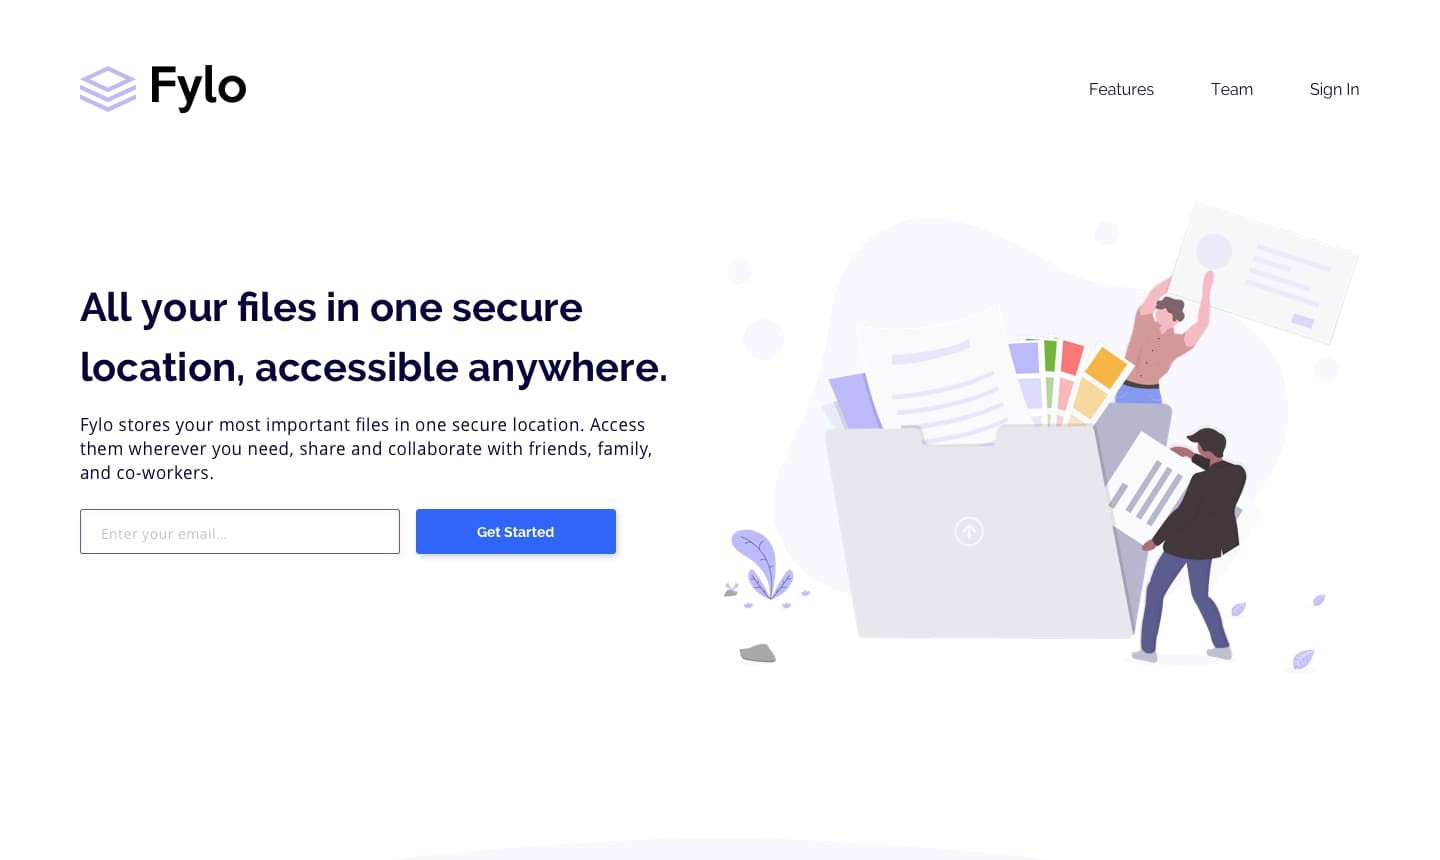 Fylo
Features
Team
Sign In
All your files in one secure
location, accessible anywhere.
Fylo stores your most important files in one secure location. Access
them wherever you need, share and collaborate with friends, family,
and co-workers.
Enter your email...
Get Started